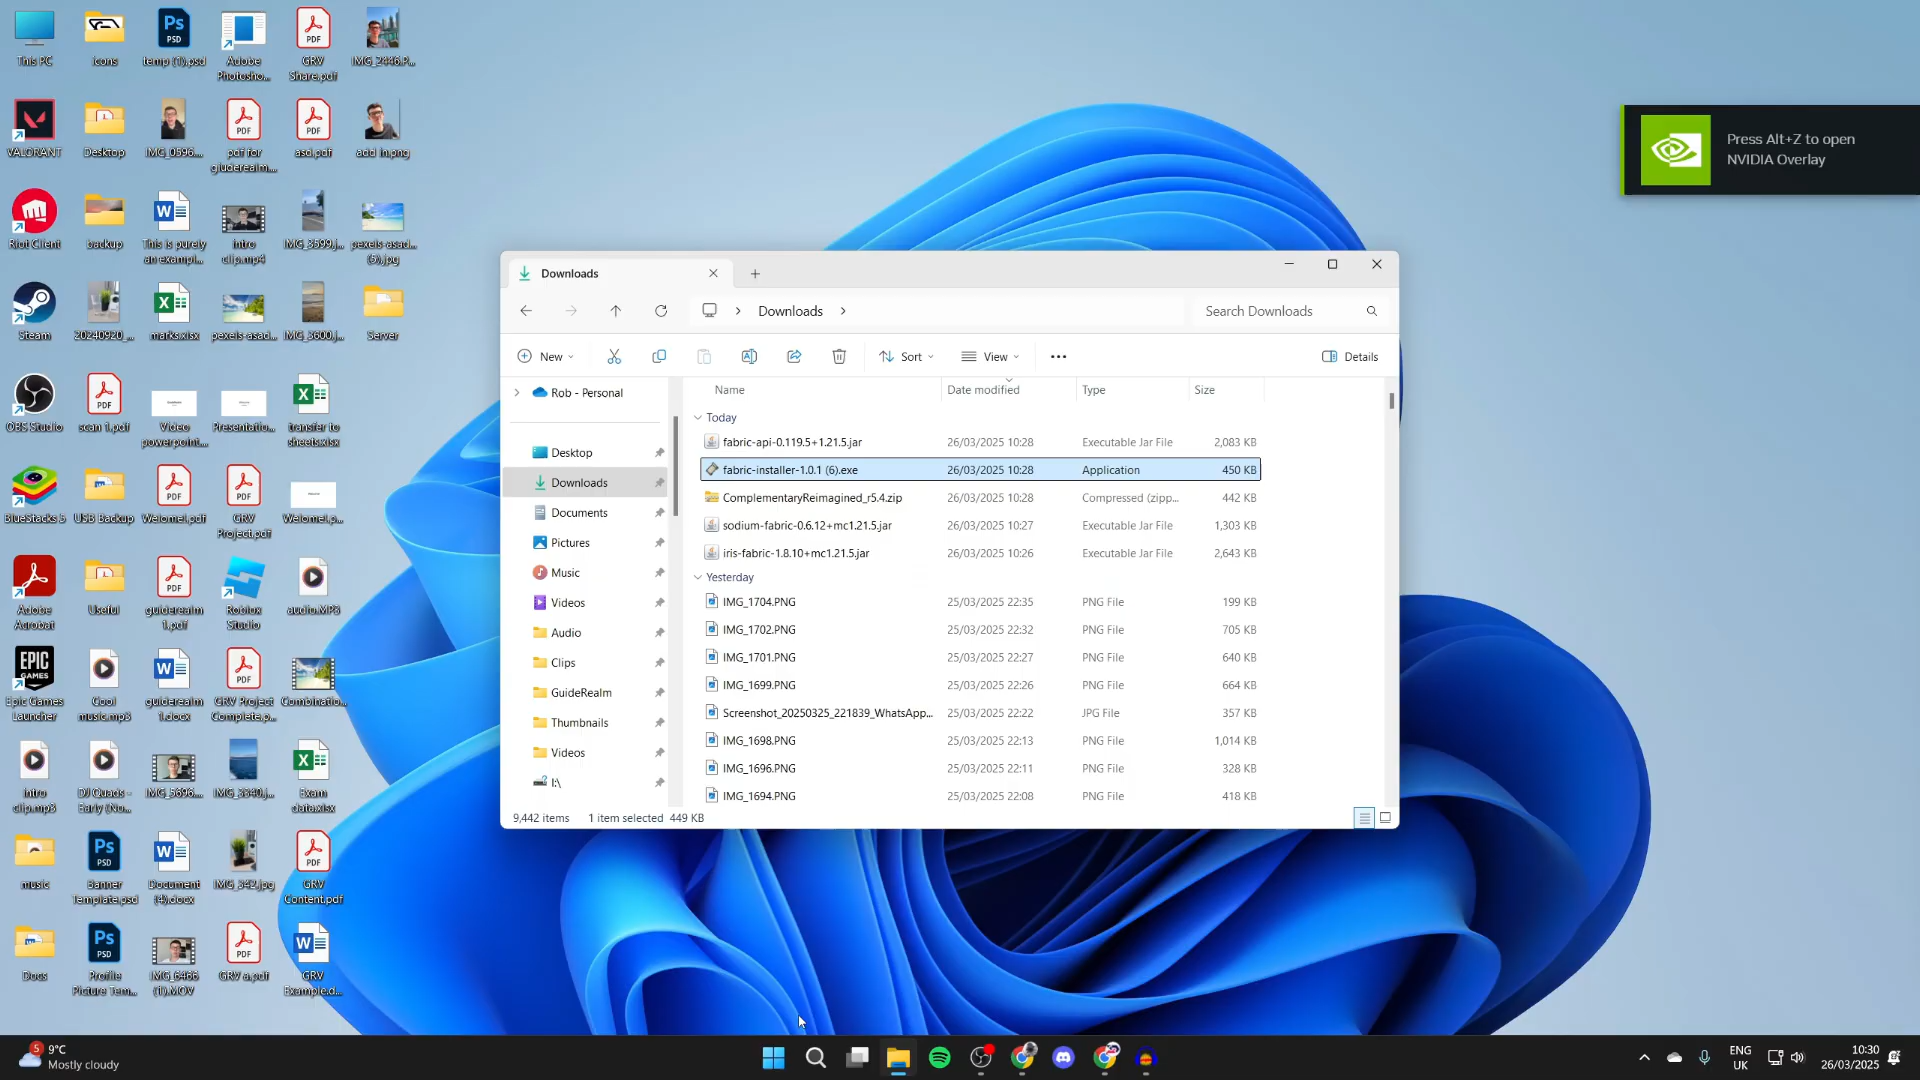 This PC
icons
temp (1).psd
Adobe
Photosho...
GRV
Share.pdf
IMG_2446.P...
VALORANT
Desktop
IMG_0596....
pdf for
giuderealm...
asd.pdf
add in.png
Riot Client
backup
This is purely
an exampl...
intro
clip.mp4
IMG_3599.j...
pexels-asad...
(5).jpg
Steam
20240920_...
marks.xlsx
pexels-asad...
IMG_3600.j...
Server
OBS Studio
scan 1.pdf
Video
powerpoint....
Presentatio...
transfer to
sheets.xlsx
BlueStacks 5
USB Backup
Welome!.pdf
GRV
Project.pdf
Welome!.p...
Adobe
Acrobat
Useful
guiderealm
1.pdf
Roblox
Studio
audio.MP3
Epic Games
Launcher
Cool
music.mp3
guiderealm
1.docx
GRV Project
Complete.p...
Combinatio...
intro
clip.mp3
DJ Quads -
Early (No...
IMG_5696....
IMG_3340.j...
Exam
data.xlsx
music
Banner
Template.psd
Document
(4).docx
IMG_342.jpg
GRV
Content.pdf
Docs
Profile
Picture Tem...
IMG_6466
(1).MOV
GRV a.pdf
GRV
Example.d...
Press Alt+Z to open
NVIDIA Overlay
Downloads
Downloads
Search Downloads
New
Sort
View
Details
Rob - Personal
Desktop
Downloads
Documents
Pictures
Music
Videos
Audio
Clips
GuideRealm
Thumbnails
Videos
I:\
Name Date modified Type Size
Today
fabric-api-0.119.5+1.21.5.jar 26/03/2025 10:28 Executable Jar File 2,083 KB
fabric-installer-1.0.1 (6).exe 26/03/2025 10:28 Application 450 KB
ComplementaryReimagined_r5.4.zip 26/03/2025 10:28 Compressed (zipp... 442 KB
sodium-fabric-0.6.12+mc1.21.5.jar 26/03/2025 10:27 Executable Jar File 1,303 KB
iris-fabric-1.8.10+mc1.21.5.jar 26/03/2025 10:26 Executable Jar File 2,643 KB
Yesterday
IMG_1704.PNG 25/03/2025 22:35 PNG File 199 KB
IMG_1702.PNG 25/03/2025 22:32 PNG File 705 KB
IMG_1701.PNG 25/03/2025 22:27 PNG File 640 KB
IMG_1699.PNG 25/03/2025 22:26 PNG File 664 KB
Screenshot_20250325_221839_WhatsApp,... 25/03/2025 22:22 JPG File 357 KB
IMG_1698.PNG 25/03/2025 22:13 PNG File 1,014 KB
IMG_1696.PNG 25/03/2025 22:11 PNG File 328 KB
IMG_1694.PNG 25/03/2025 22:08 PNG File 418 KB
9,442 items 1 item selected 449 KB
5
9°C
Mostly cloudy
ENG
UK
10:30
26/03/2025